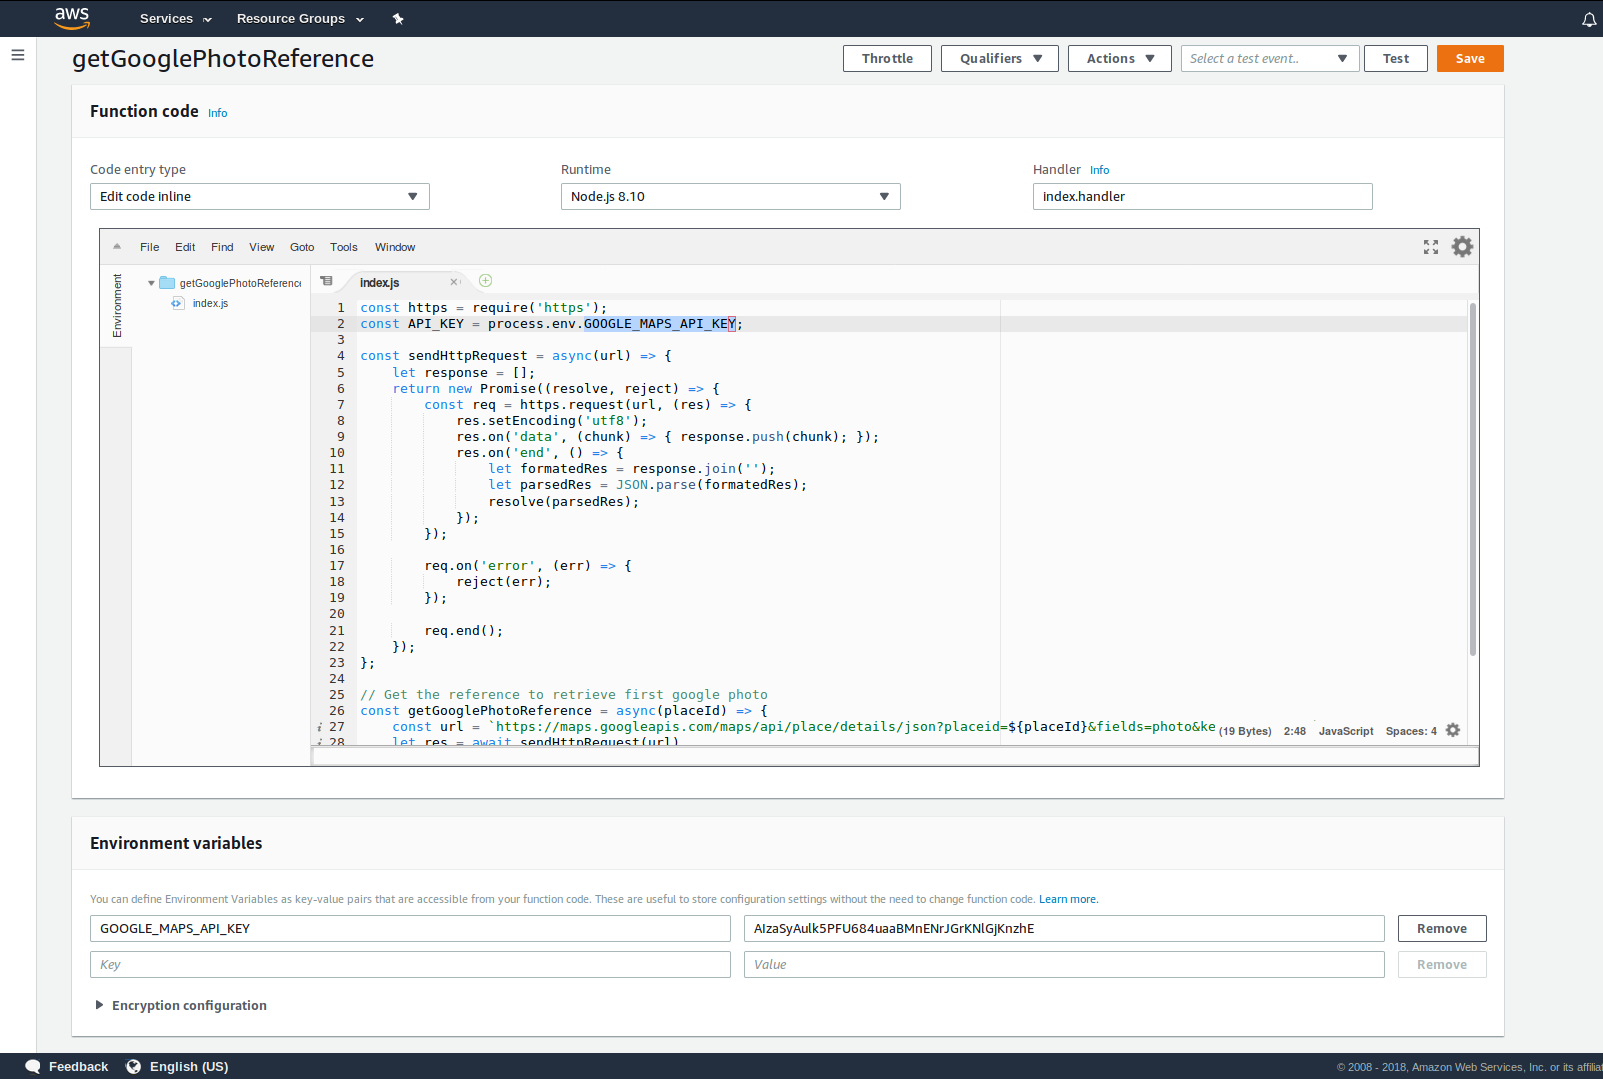 aws Services Resource Groups
getGooglePhotoReference Throttle Qualifiers Actions Select a test event.. Test Save
Function code Info
Code entry type Runtime Handler Info
Edit code inline Node.js 8.10 index.handler
File Edit Find View Goto Tools Window
Environment
getGooglePhotoReference
index.js
index.js
1 const https = require('https');
2 const API_KEY = process.env.GOOGLE_MAPS_API_KEY;
3
4 const sendHttpRequest = async(url) => {
5 let response = [];
6 return new Promise((resolve, reject) => {
7 const req = https.request(url, (res) => {
8 res.setEncoding('utf8');
9 res.on('data', (chunk) => { response.push(chunk); });
10 res.on('end', () => {
11 let formatedRes = response.join('');
12 let parsedRes = JSON.parse(formatedRes);
13 resolve(parsedRes);
14 });
15 });
16
17 req.on('error', (err) => {
18 reject(err);
19 });
20
21 req.end();
22 });
23 };
24
25 // Get the reference to retrieve first google photo
26 const getGooglePhotoReference = async(placeId) => {
27 const url = `https://maps.googleapis.com/maps/api/place/details/json?placeid=${placeId}&fields=photo&ke
28 let res = await sendHttpRequest(url)
(19 Bytes) 2:48 JavaScript Spaces: 4
Environment variables
You can define Environment Variables as key-value pairs that are accessible from your function code. These are useful to store configuration settings without the need to change function code. Learn more.
GOOGLE_MAPS_API_KEY AIzaSyAulk5PFU684uaaBMnENrJGrKNlGjKnzhE Remove
Key Value Remove
Encryption configuration
Feedback English (US) © 2008 - 2018, Amazon Web Services, Inc. or its affilia